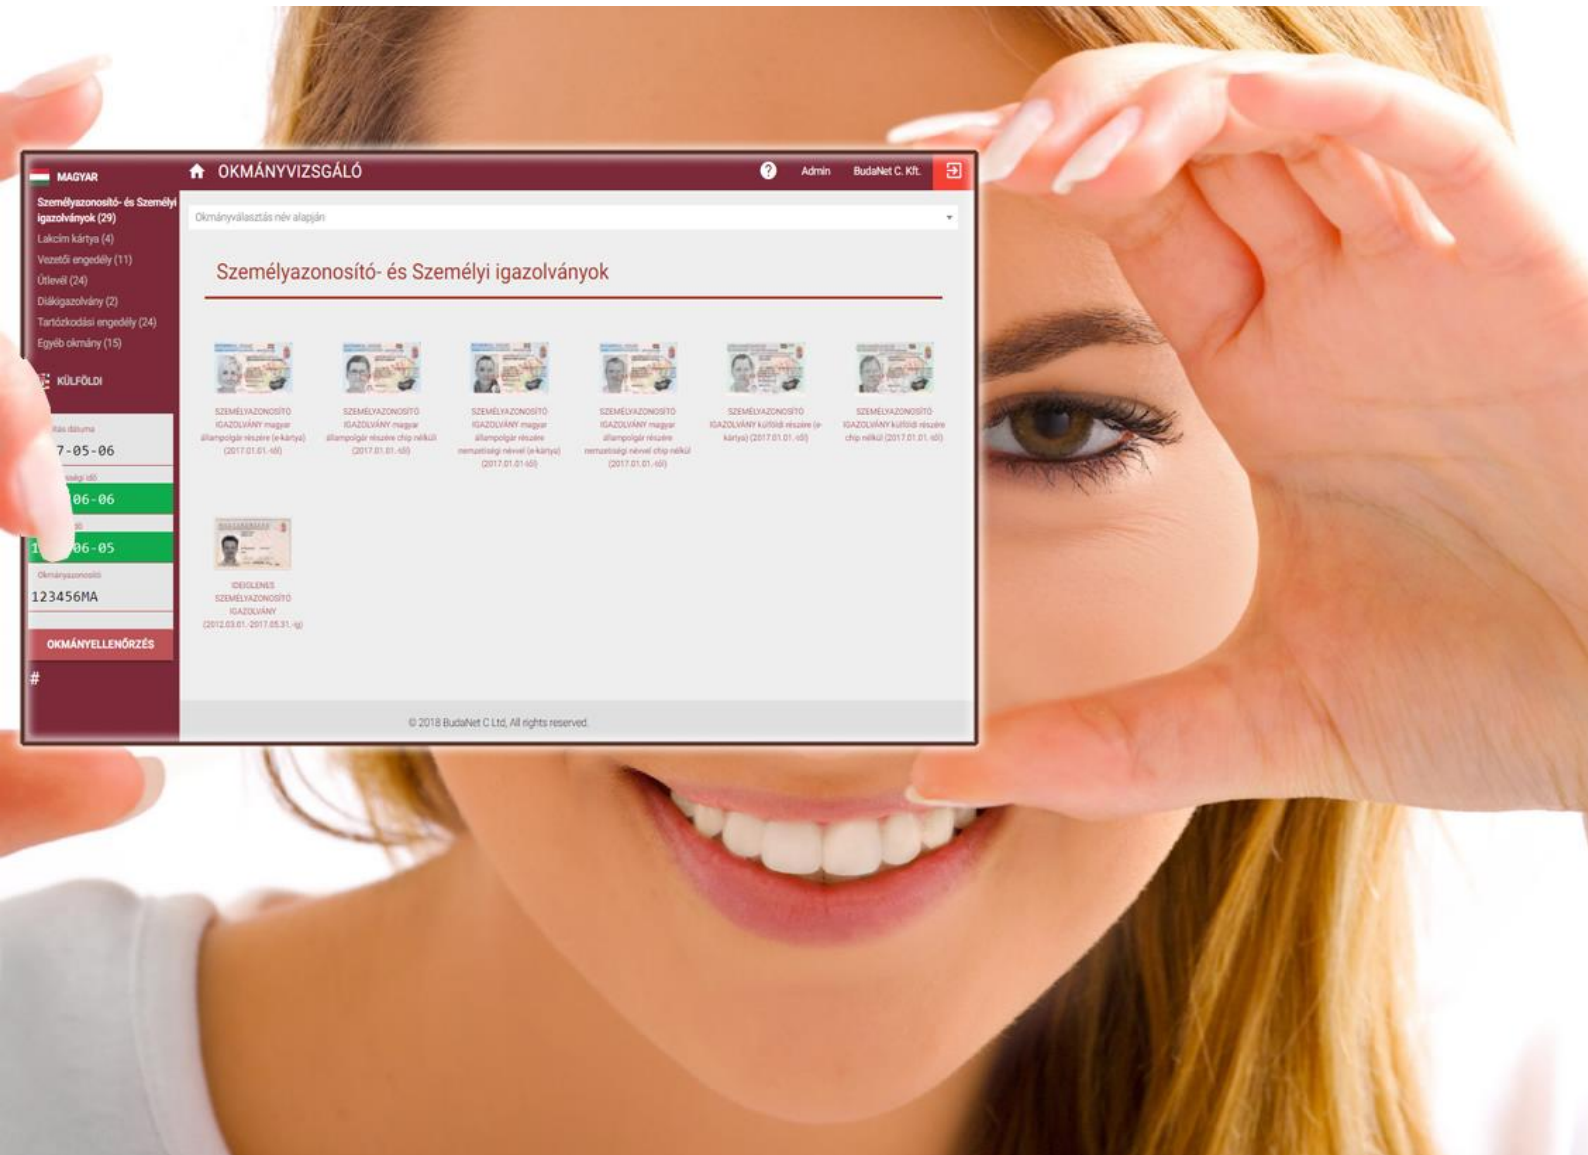 MAGYAR
Személyazonosító- és Személyi
igazolványok (29)
Lakcím kártya (4)
Vezetői engedély (11)
Útlevél (24)
Diákigazolvány (2)
Tartózkodási engedély (24)
Egyéb okmány (15)
KÜLFÖLDI
dátuma
7-05-06
idő
06-06
06-05
Okmányazonosító
123456MA
OKMÁNYELLENŐRZÉS
#
OKMÁNYVIZSGÁLÓ
?
Admin
BudaNet C. Kft.
Okmányválasztás név alapján
Személyazonosító- és Személyi igazolványok
SZEMÉLYAZONOSÍTÓ
IGAZOLVÁNY magyar
állampolgár részére (e-kártya)
(2017.01.01.-től)
SZEMÉLYAZONOSÍTÓ
IGAZOLVÁNY magyar
állampolgár részére chip nélküli
(2017.01.01.-től)
SZEMÉLYAZONOSÍTÓ
IGAZOLVÁNY magyar
állampolgár részére
nemzetiségi névvel (e-kártya)
(2017.01.01-től)
SZEMÉLYAZONOSÍTÓ
IGAZOLVÁNY magyar
állampolgár részére
nemzetiségi névvel chip nélkül
(2017.01.01.-től)
SZEMÉLYAZONOSÍTÓ
IGAZOLVÁNY külföldi részére (e-
kártya) (2017.01.01.-től)
SZEMÉLYAZONOSÍTÓ
IGAZOLVÁNY külföldi részére
chip nélkül (2017.01.01.-től)
IDEIGLENES
SZEMÉLYAZONOSÍTÓ
IGAZOLVÁNY
(2012.03.01.-2017.05.31.-ig)
© 2018 BudaNet C Ltd, All rights reserved.